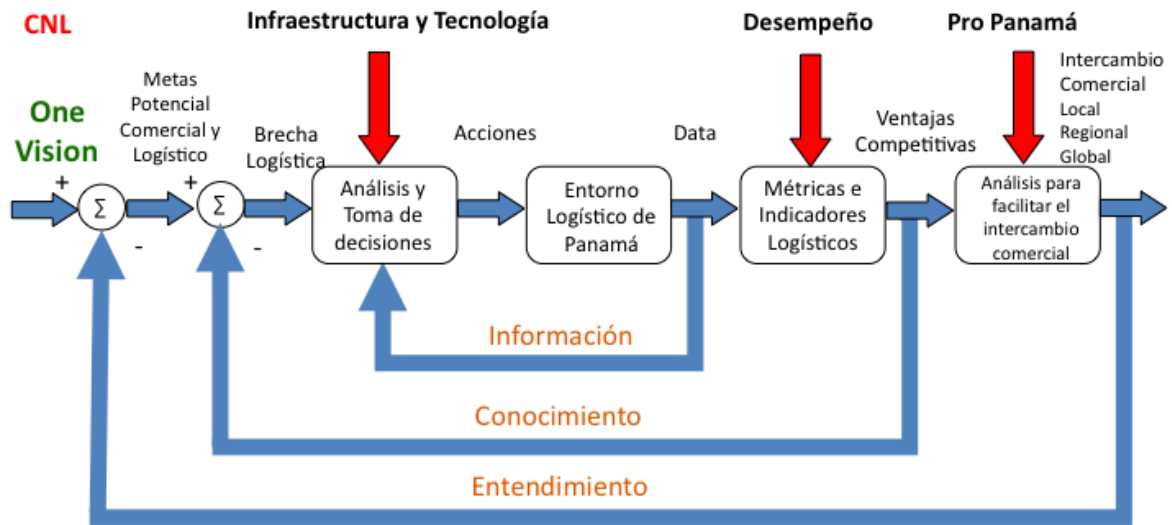 CNL
Infraestructura y Tecnología
Desempeño
Pro Panamá
One
Vision
Metas
Potencial
Comercial y
Logístico
Brecha
Logística
Acciones
Data
Ventajas
Competitivas
Intercambio
Comercial
Local
Regional
Global
+
Σ
-
+
Σ
-
Análisis y
Toma de
decisiones
Entorno
Logístico de
Panamá
Métricas e
Indicadores
Logísticos
Análisis para
facilitar el
intercambio
comercial
Información
Conocimiento
Entendimiento